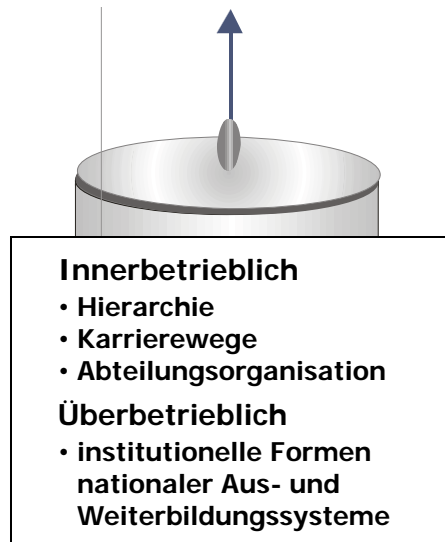 Innerbetrieblich
• Hierarchie
• Karrierewege
• Abteilungsorganisation
Überbetrieblich
• institutionelle Formen
nationaler Aus- und
Weiterbildungssysteme